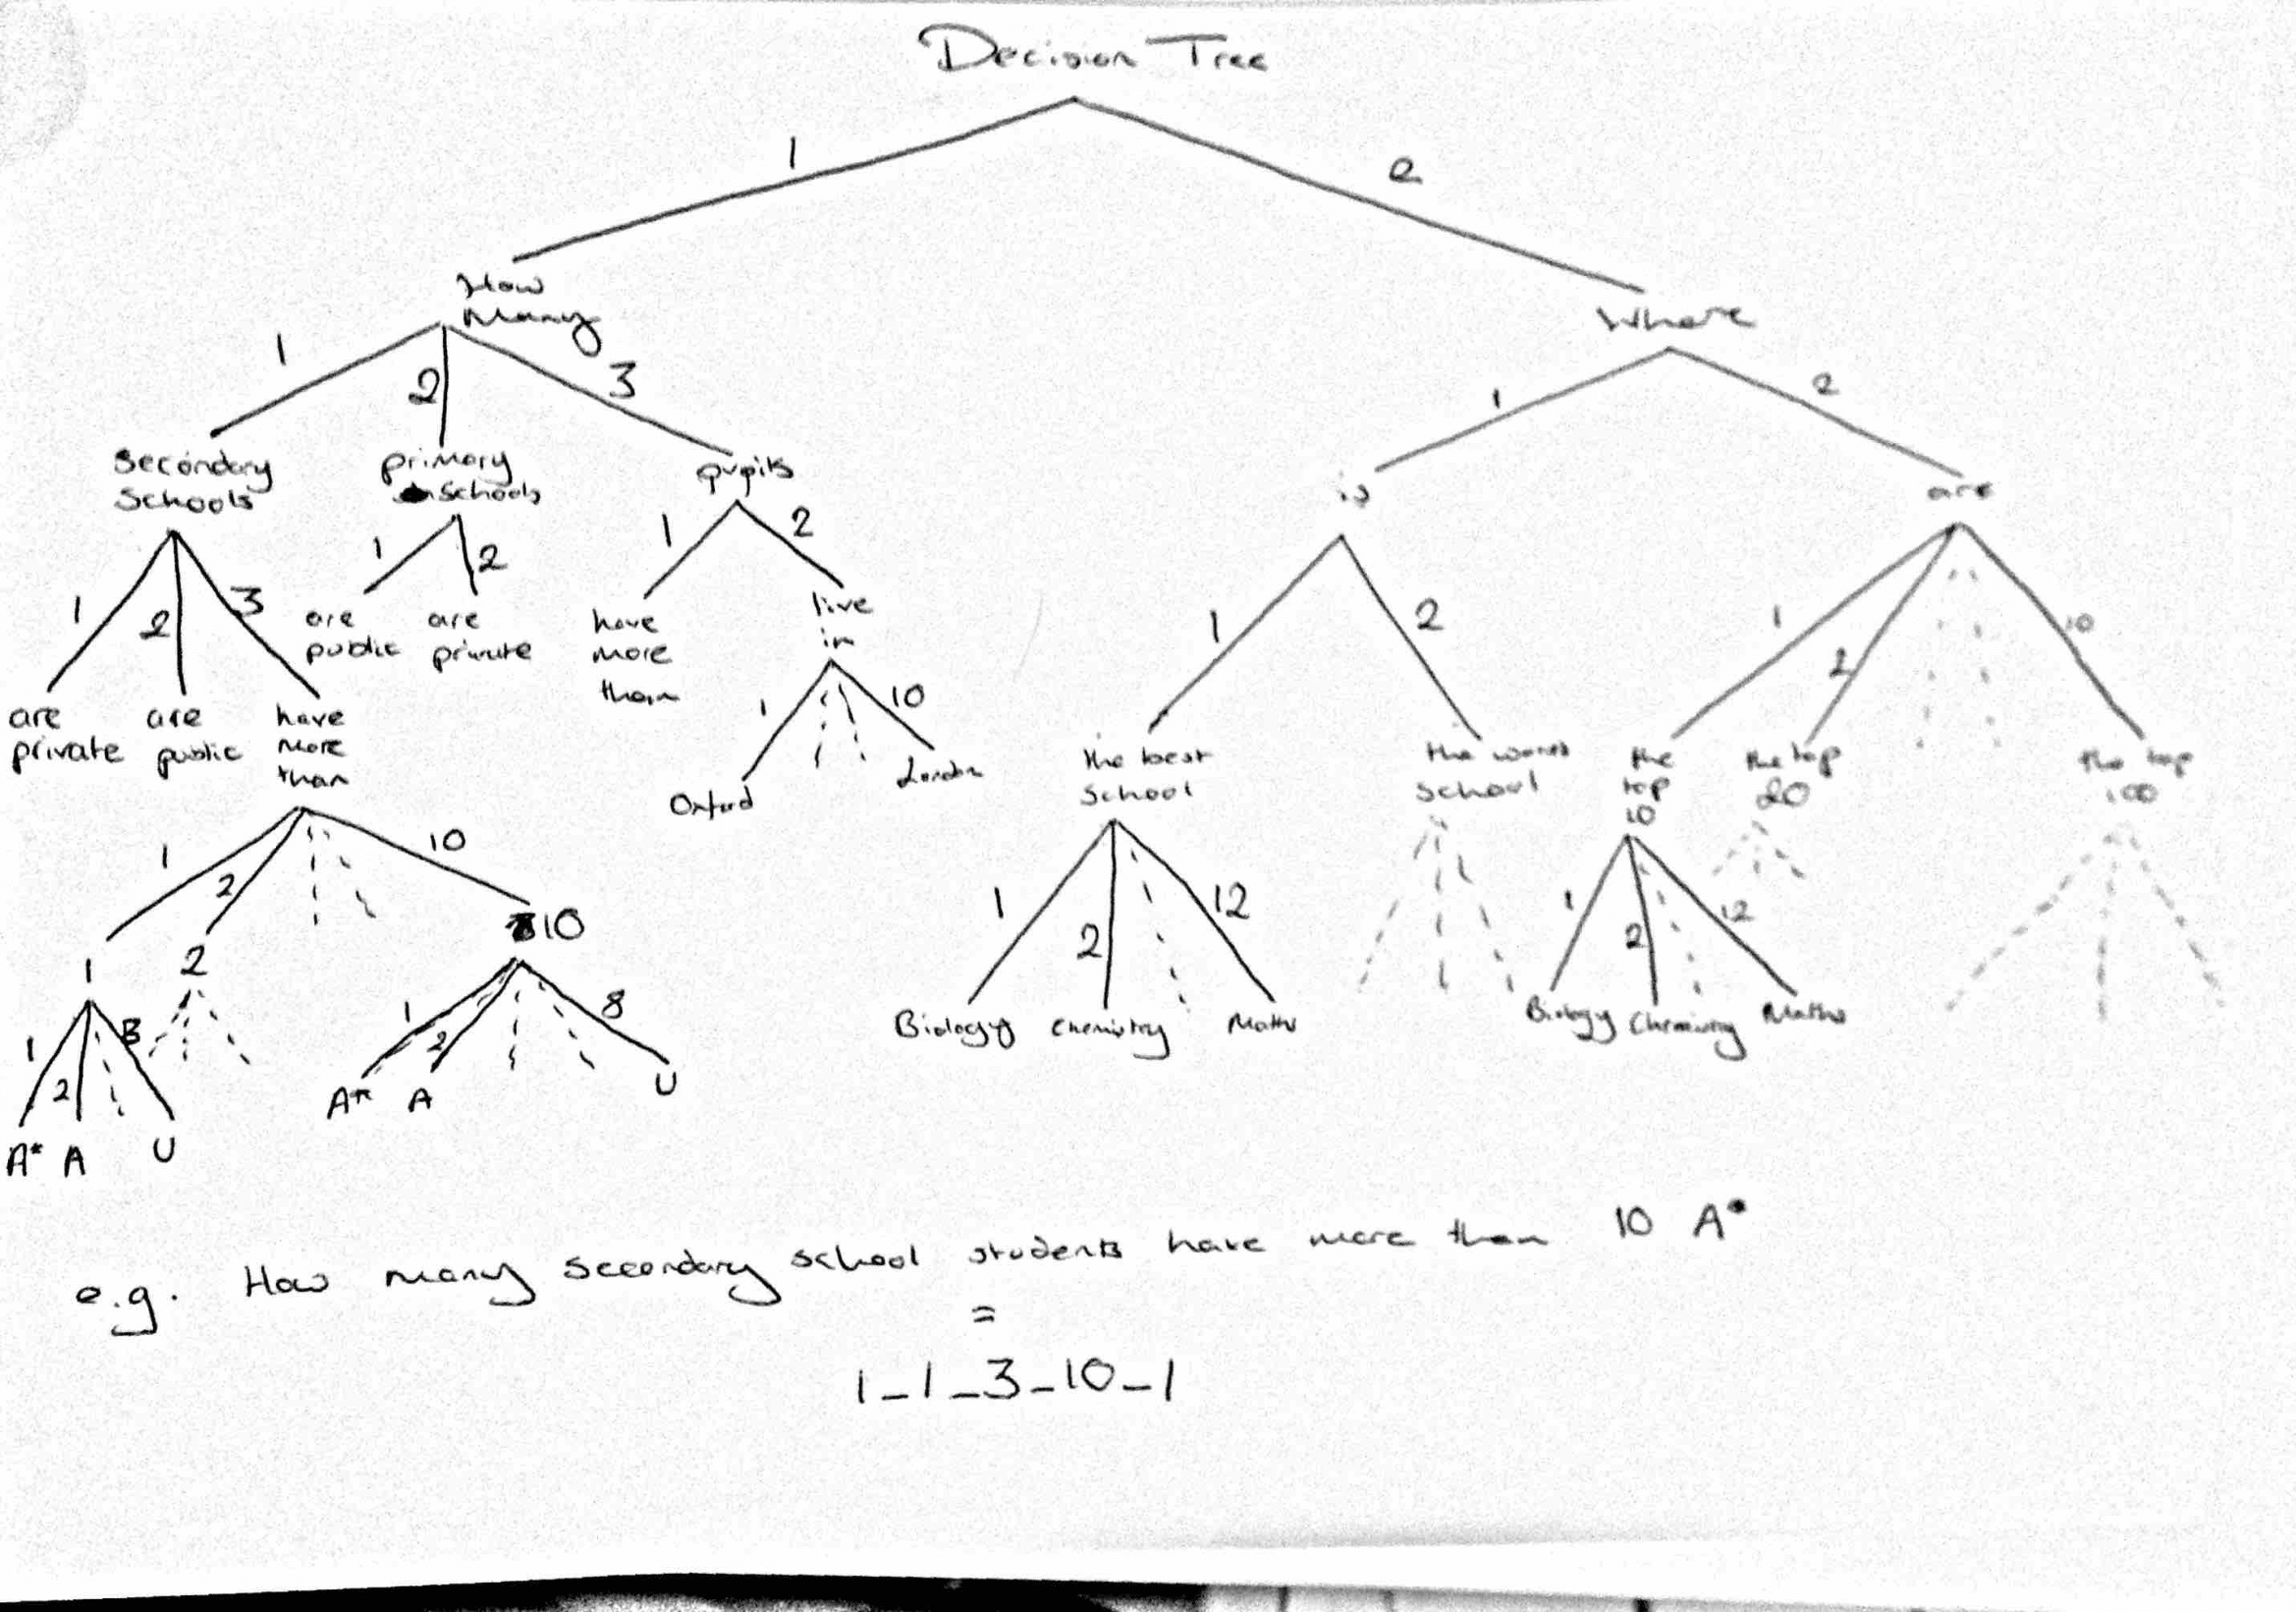 Decision Tree
1
2
How
Many
Where
1
2
3
1
2
Secondary
Schools
primary
Schools
pupils
is
are
1
2
3
1
2
1
2
1
2
1
2
10
are
private
are
public
have
more
than
are
public
are
private
have
more
than
live
in
1
10
Oxford
London
the best
School
the worst
School
the
top
10
the top
20
the top
100
1
2
10
1
2
10
1
2
12
1
2
12
1
2
8
1
2
8
A* A U
A* A U
Biology Chemistry Maths
Biology Chemistry Maths
e.g. How many secondary school students have more than 10 A*
=
1_1_3_10_1